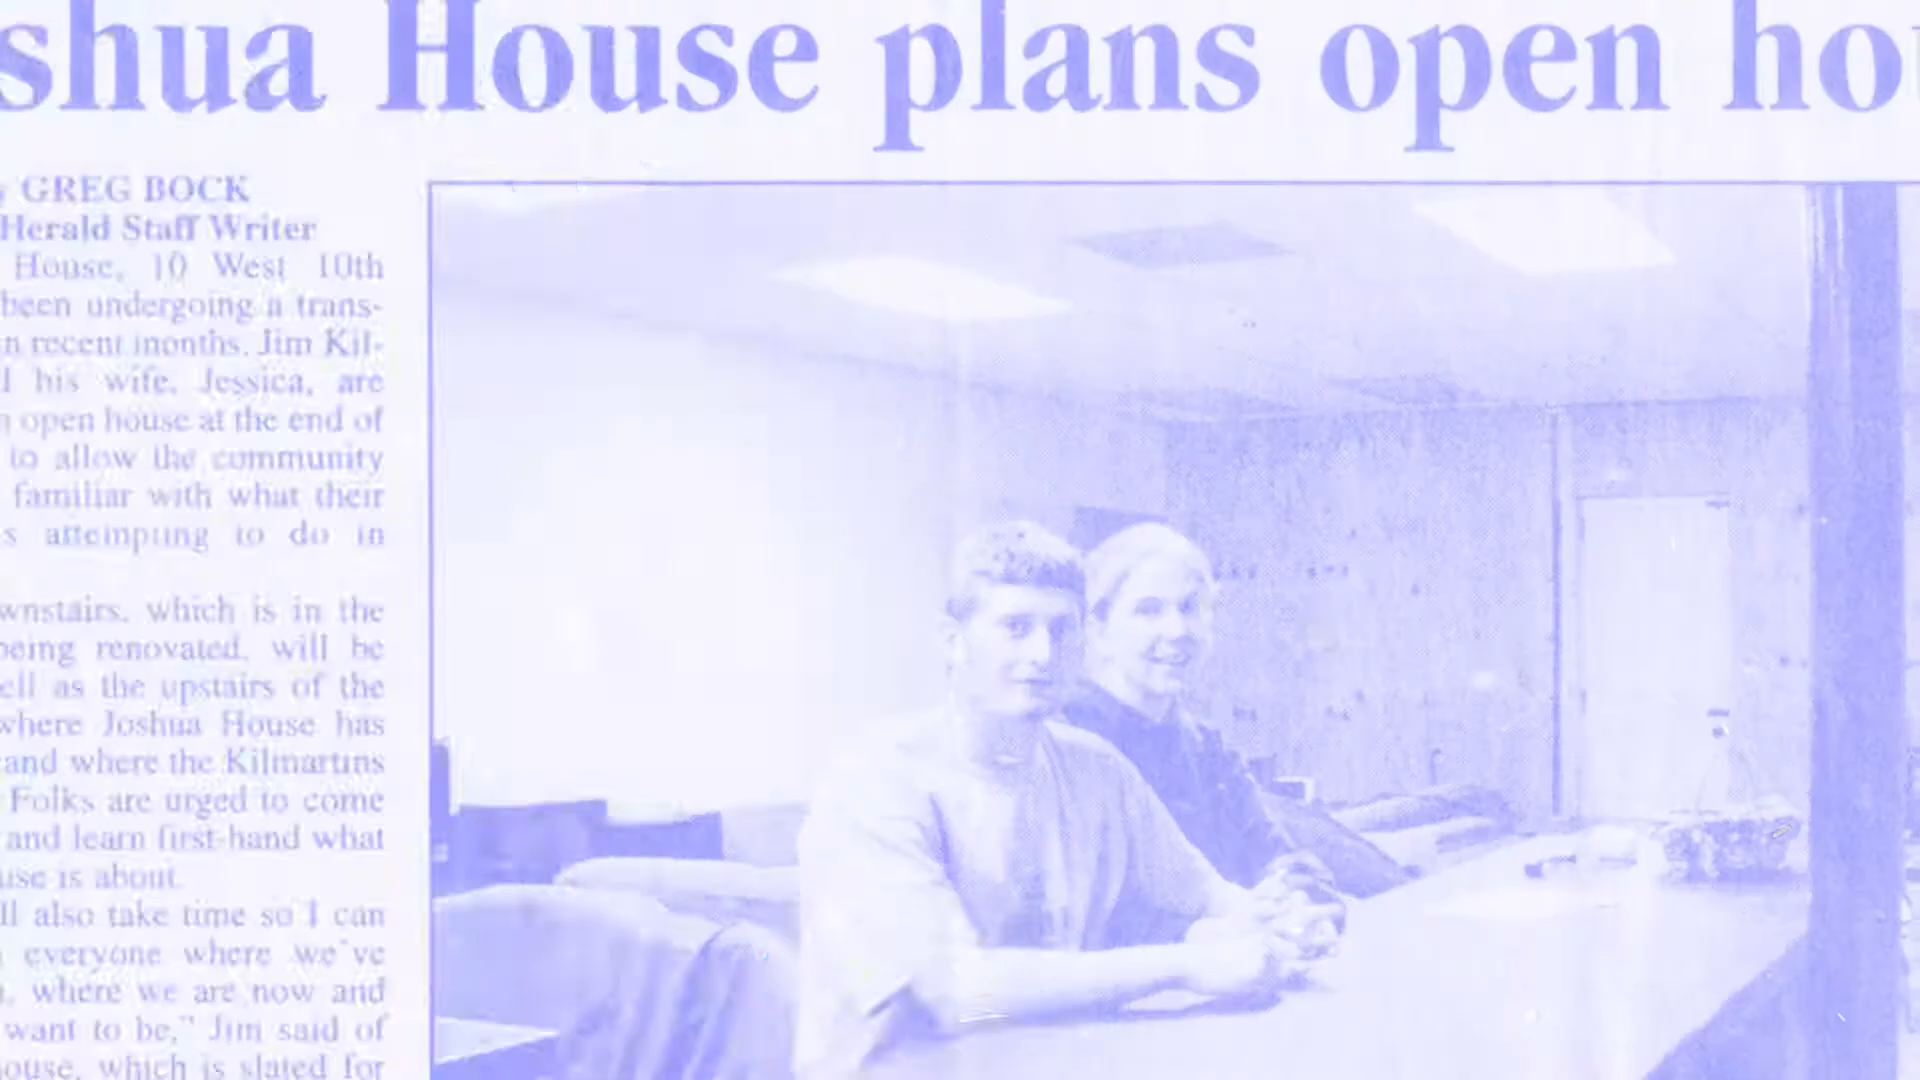 shua House plans open ho
GREG BOCK
Herald Staff Writer
House, 10 West 10th
been undergoing a trans-
n recent months. Jim Kil-
his wife, Jessica, are
open house at the end of
to allow the community
familiar with what their
s attempting to do in
wnstairs, which is in the
being renovated, will be
ell as the upstairs of the
where Joshua House has
and where the Kilmartins
Folks are urged to come
and learn first-hand what
use is about.
ll also take time so I can
everyone where we've
where we are now and
want to be," Jim said of
ouse, which is slated for